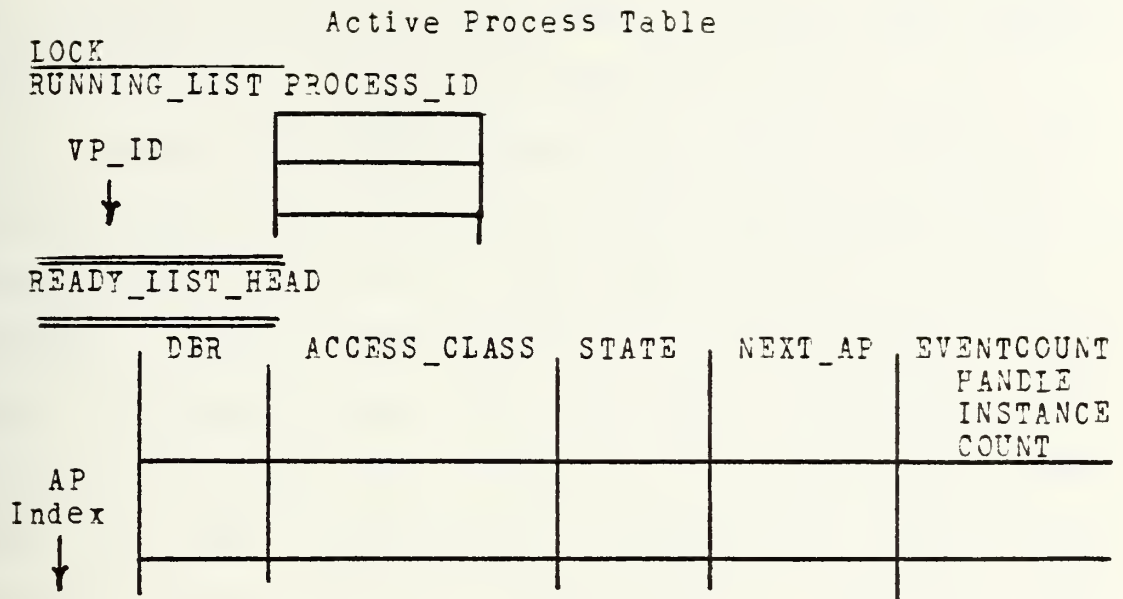 Active Process Table
LOCK
RUNNING_LIST PROCESS_ID
VP_ID
READY_LIST_HEAD
DBR ACCESS_CLASS STATE NEXT_AP EVENTCOUNT
HANDLE
INSTANCE
COUNT
AP
Index